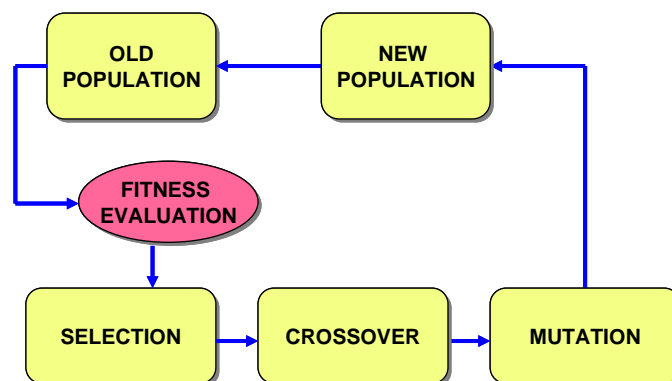 OLD
POPULATION
NEW
POPULATION
FITNESS
EVALUATION
SELECTION
CROSSOVER
MUTATION